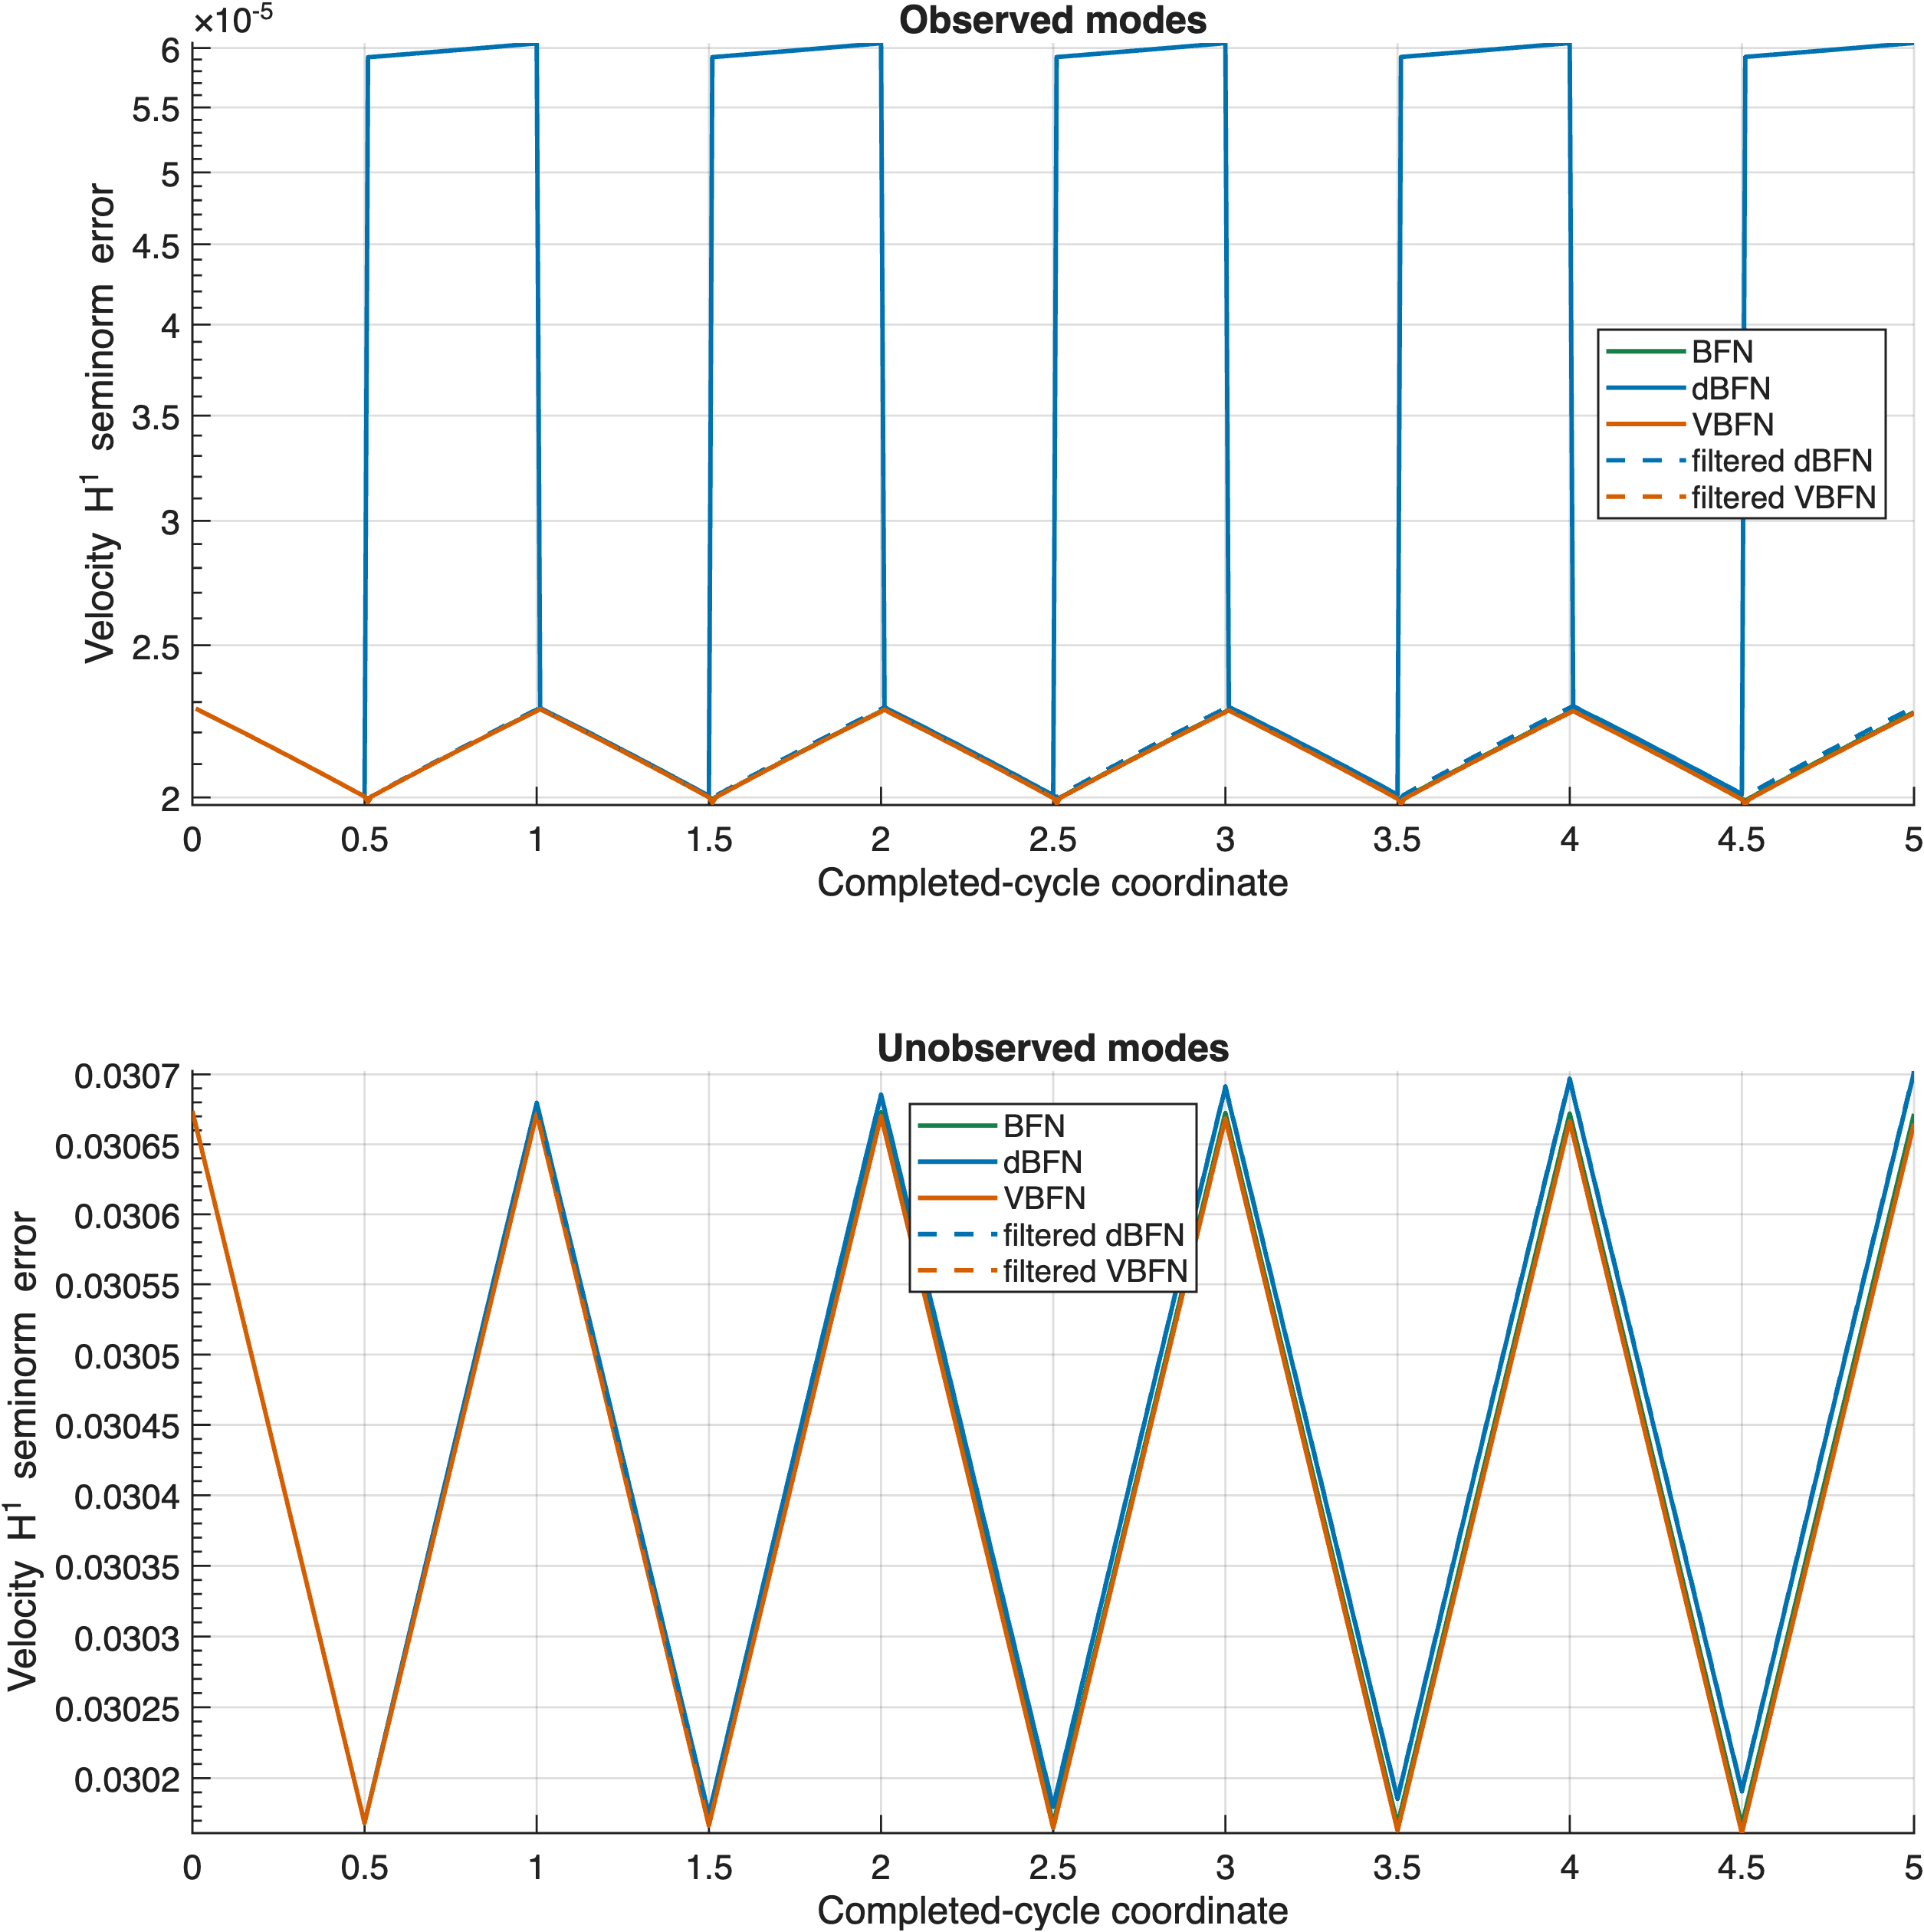 ×10⁻⁵
Observed modes
6
5.5
5
4.5
4
3.5
3
2.5
2
Velocity H¹ seminorm error
BFN
dBFN
VBFN
filtered dBFN
filtered VBFN
0 0.5 1 1.5 2 2.5 3 3.5 4 4.5 5
Completed-cycle coordinate
Unobserved modes
0.0307
0.03065
0.0306
0.03055
0.0305
0.03045
0.0304
0.03035
0.0303
0.03025
0.0302
Velocity H¹ seminorm error
BFN
dBFN
VBFN
filtered dBFN
filtered VBFN
0 0.5 1 1.5 2 2.5 3 3.5 4 4.5 5
Completed-cycle coordinate